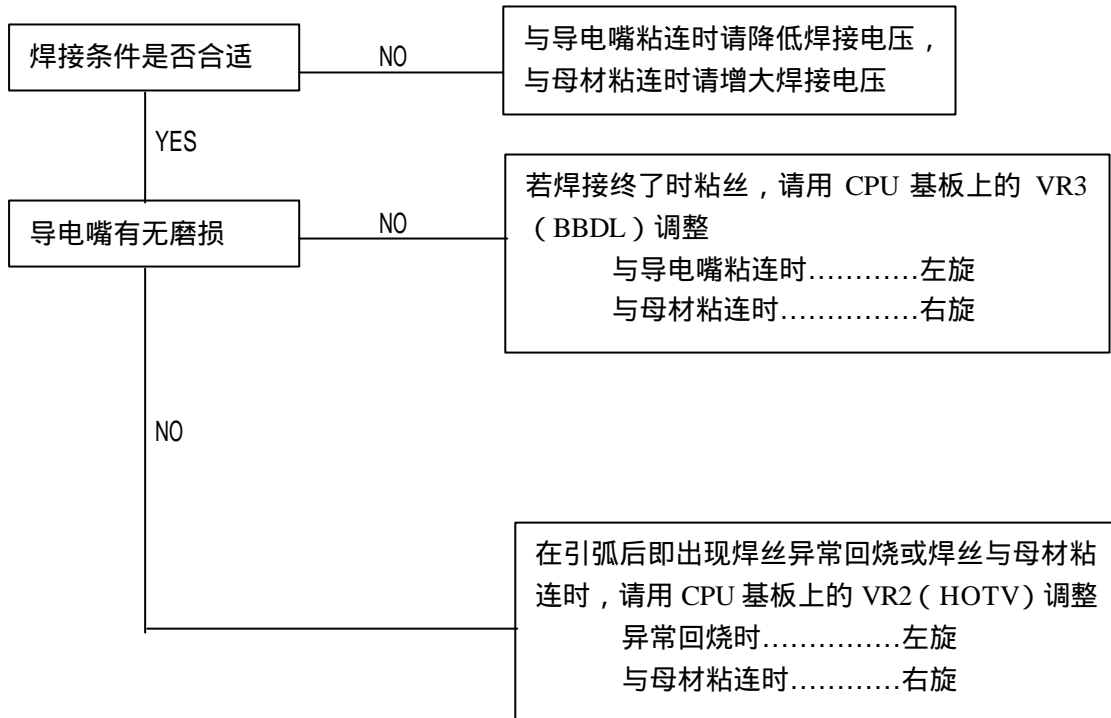 焊接条件是否合适
NO
与导电嘴粘连时请降低焊接电压，
与母材粘连时请增大焊接电压
YES
导电嘴有无磨损
NO
若焊接终了时粘丝，请用 CPU 基板上的 VR3
（BBDL）调整
与导电嘴粘连时............左旋
与母材粘连时...............右旋
NO
在引弧后即出现焊丝异常回烧或焊丝与母材粘
连时，请用 CPU 基板上的 VR2（HOTV）调整
异常回烧时...............左旋
与母材粘连时............右旋